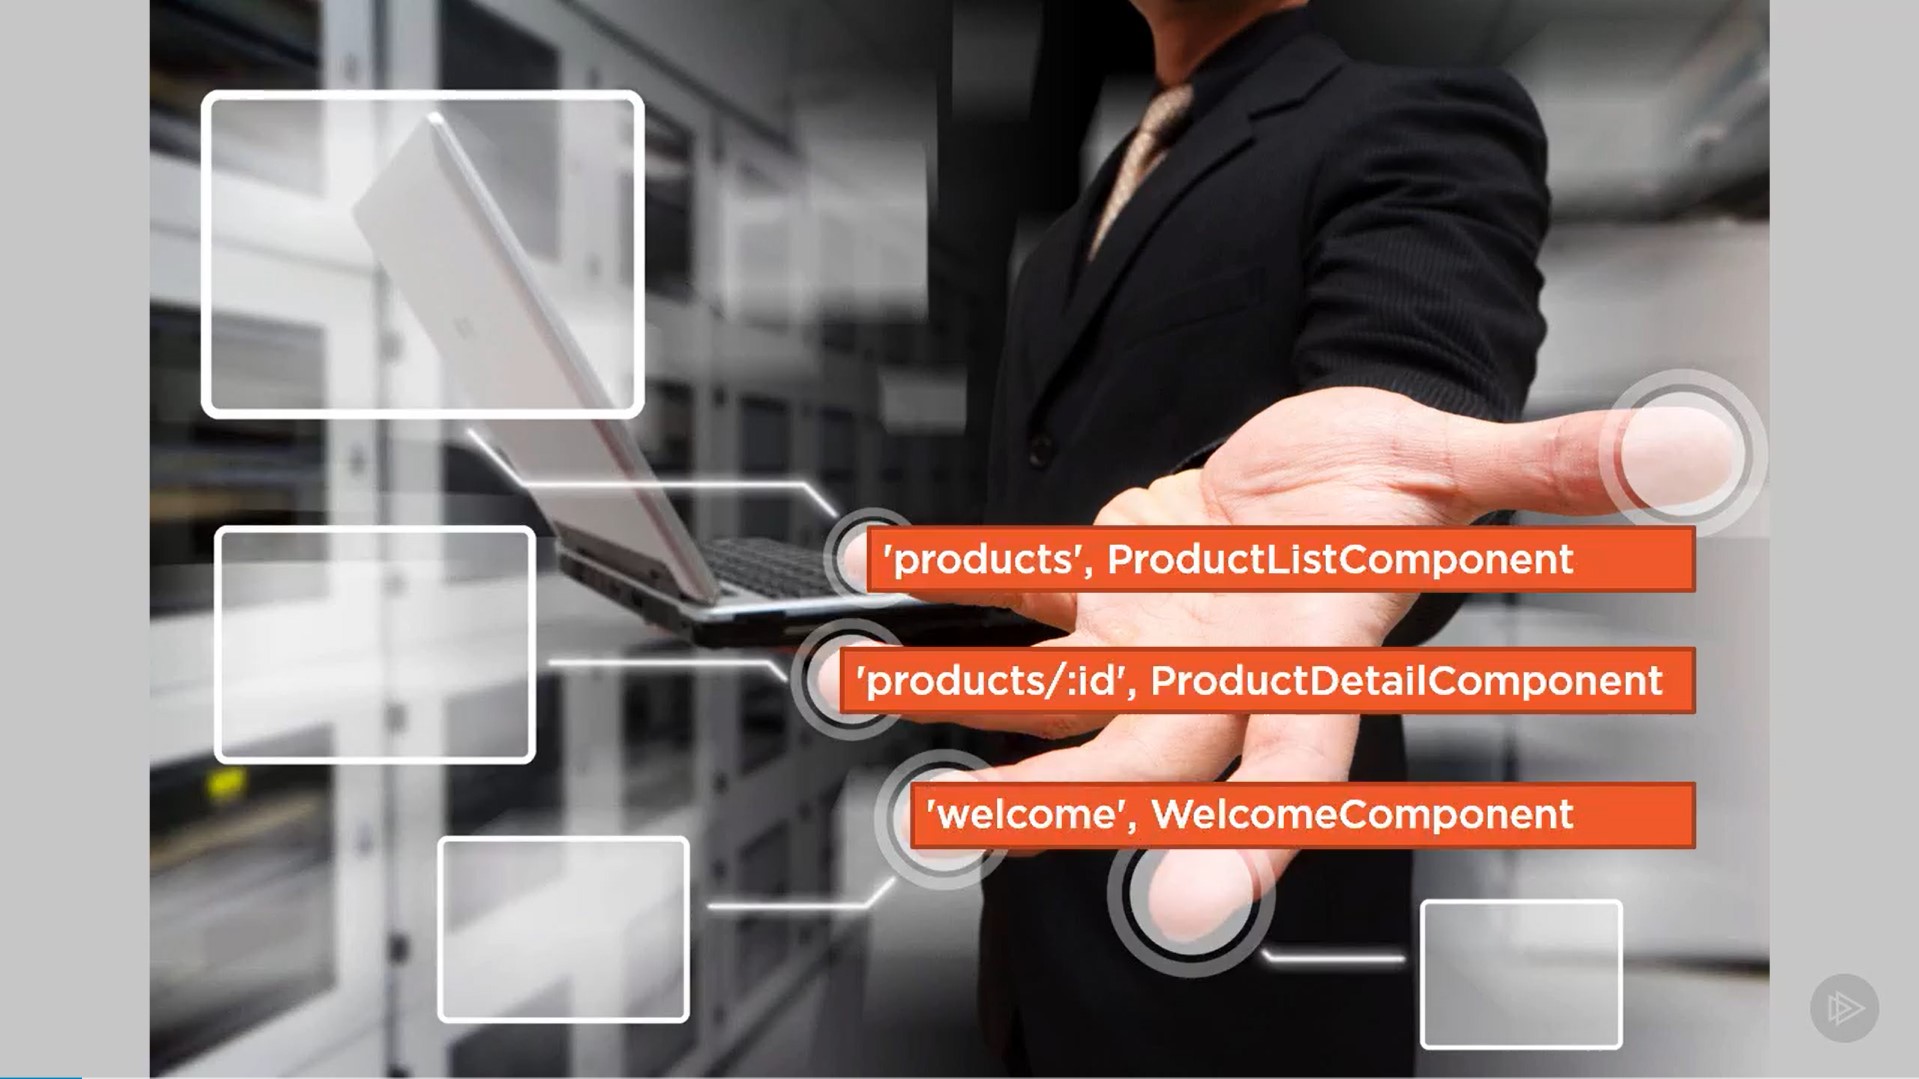 'products', ProductListComponent
'products/:id', ProductDetailComponent
'welcome', WelcomeComponent